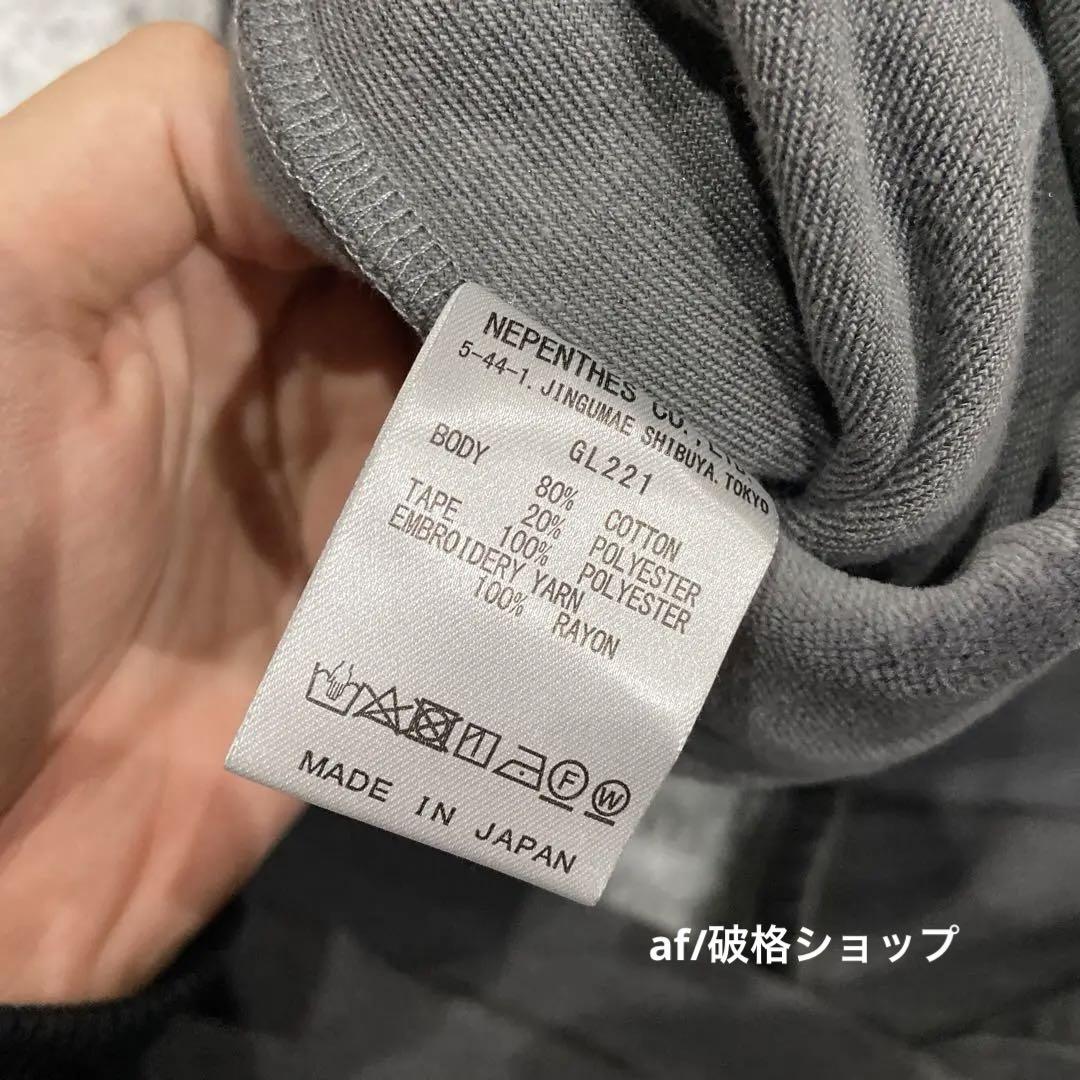 NEPENTHES CO.,
5-44-1. JINGUMAE SHIBUYA. TOKYO
GL221
BODY 80% COTTON
20% POLYESTER
TAPE 100% POLYESTER
EMBROIDERY YARN
100% RAYON
F W
MADE IN JAPAN
af/破格ショップ